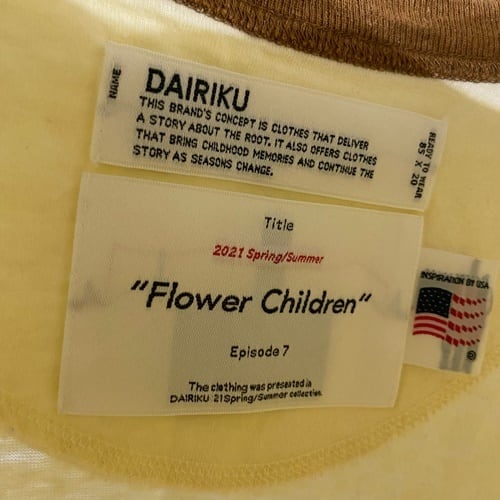 NAME
DAIRIKU
THIS BRAND'S CONCEPT IS CLOTHES THAT DELIVER
A STORY ABOUT THE ROOT. IT ALSO OFFERS CLOTHES
THAT BRING CHILDHOOD MEMORIES AND CONTINUE THE
STORY AS SEASONS CHANGE.
READY TO WEAR
85 X 20
Title
2021 Spring/Summer
"Flower Children"
Episode 7
The clothing was presented in
DAIRIKU 21Spring/Summer collection.
INSPIRATION BY USA